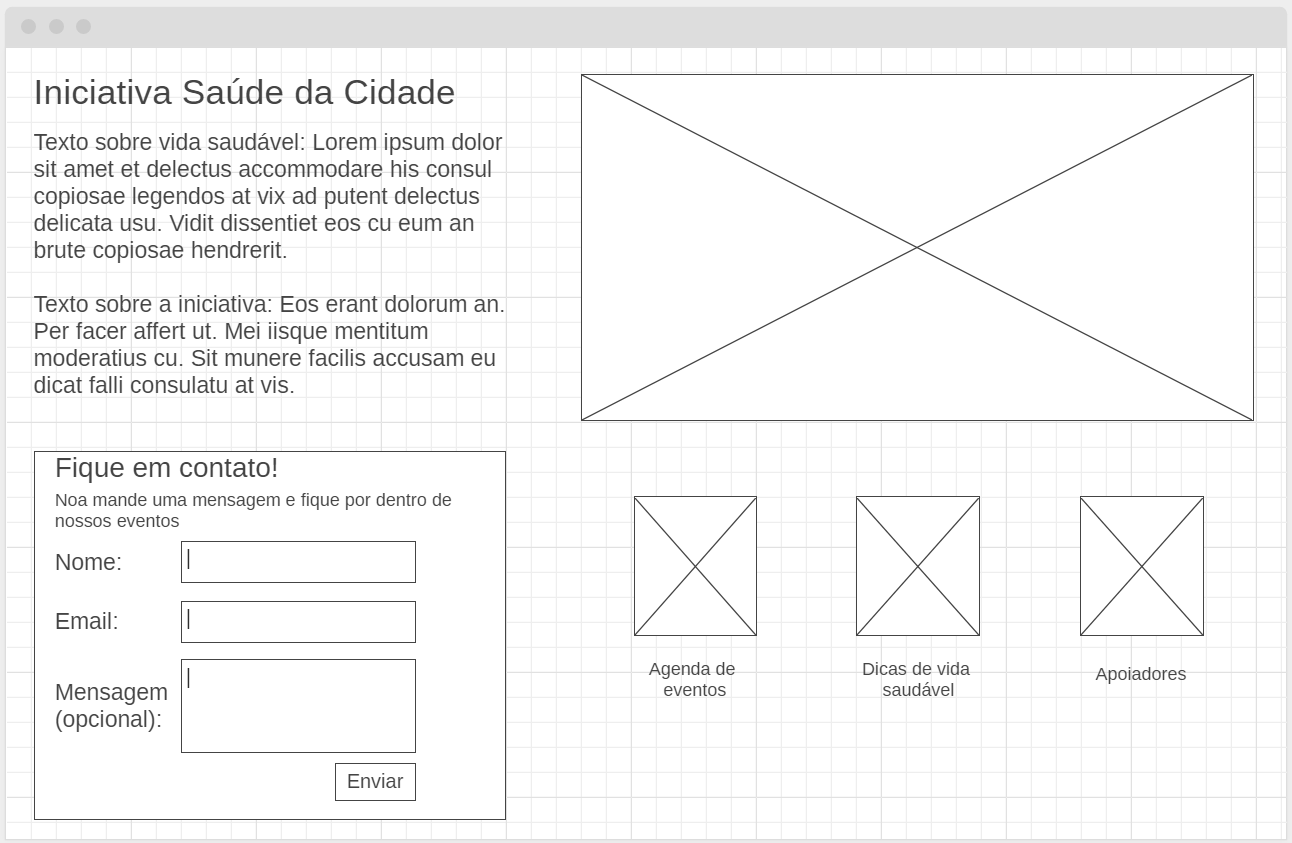 Iniciativa Saúde da Cidade
Texto sobre vida saudável: Lorem ipsum dolor
sit amet et delectus accommodare his consul
copiosae legendos at vix ad putent delectus
delicata usu. Vidit dissentiet eos cu eum an
brute copiosae hendrerit.
Texto sobre a iniciativa: Eos erant dolorum an.
Per facer affert ut. Mei iisque mentitum
moderatius cu. Sit munere facilis accusam eu
dicat falli consulatu at vis.
Fique em contato!
Noa mande uma mensagem e fique por dentro de
nossos eventos
Nome:
Email:
Mensagem
(opcional):
Enviar
Agenda de
eventos
Dicas de vida
saudável
Apoiadores